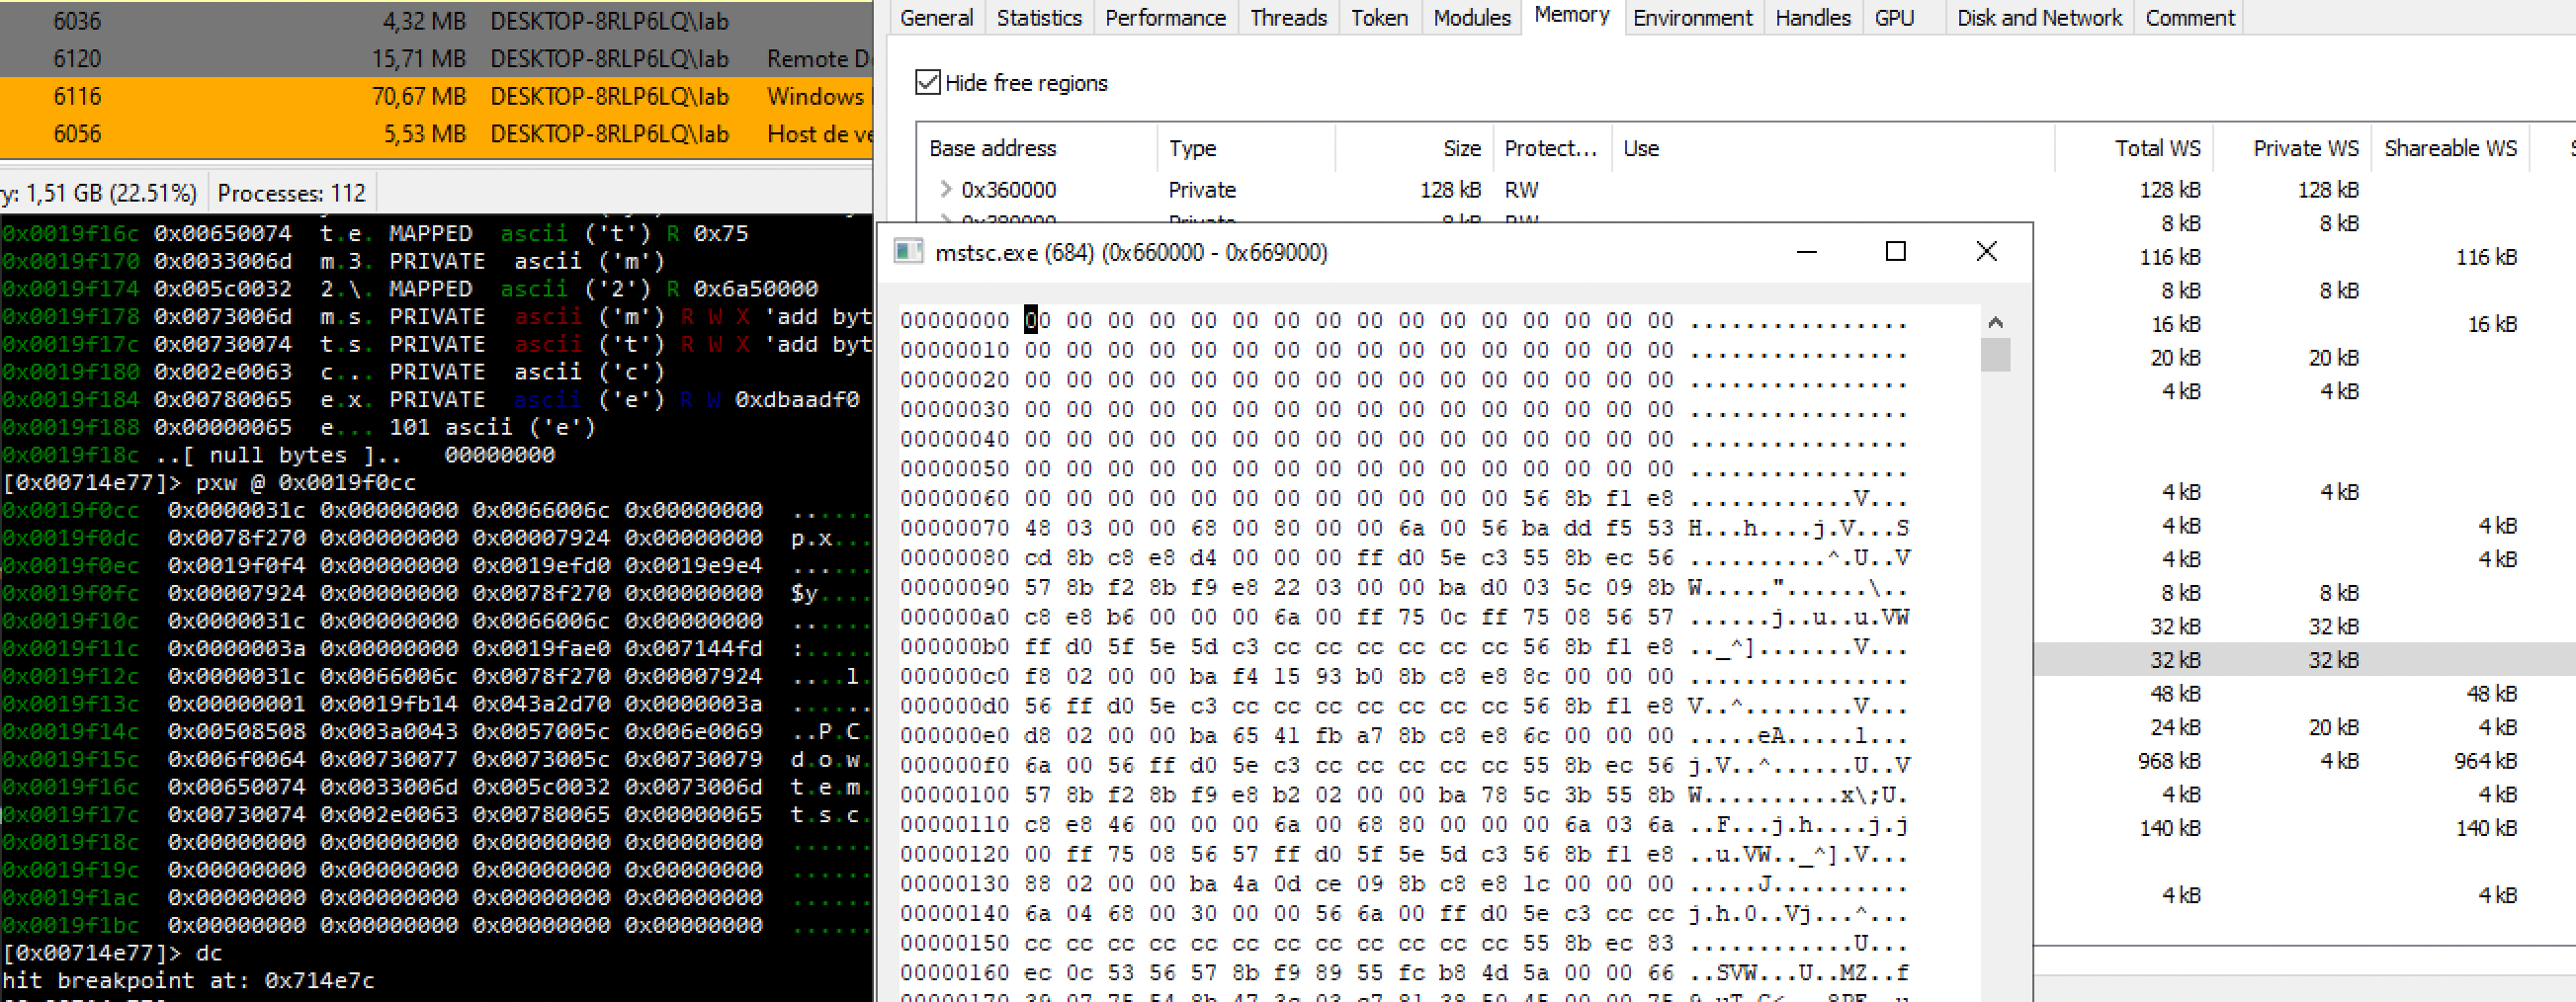 6036 4,32 MB DESKTOP-8RLP6LQ\lab
6120 15,71 MB DESKTOP-8RLP6LQ\lab Remote D
6116 70,67 MB DESKTOP-8RLP6LQ\lab Windows
6056 5,53 MB DESKTOP-8RLP6LQ\lab Host de ve
ry: 1,51 GB (22.51%) Processes: 112
0x0019f16c 0x00650074 t.e. MAPPED ascii ('t') R 0x75
0x0019f170 0x0033006d m.3. PRIVATE ascii ('m')
0x0019f174 0x005c0032 2.\. MAPPED ascii ('2') R 0x6a50000
0x0019f178 0x0073006d m.s. PRIVATE ascii ('m') R W X 'add byt
0x0019f17c 0x00730074 t.s. PRIVATE ascii ('t') R W X 'add byt
0x0019f180 0x002e0063 c... PRIVATE ascii ('c')
0x0019f184 0x00780065 e.x. PRIVATE ascii ('e') R W 0xdbaadf0
0x0019f188 0x00000065 e... 101 ascii ('e')
0x0019f18c ..[ null bytes ].. 00000000
[0x00714e77]> pxw @ 0x0019f0cc
0x0019f0cc 0x0000031c 0x00000000 0x0066006c 0x00000000 ......
0x0019f0dc 0x0078f270 0x00007924 0x00000000 p.x...
0x0019f0ec 0x0019f0f4 0x00000000 0x0019efd0 0x0019e9e4 ......
0x0019f0fc 0x00007924 0x00000000 0x0078f270 0x00000000 $y....
0x0019f10c 0x0000031c 0x00000000 0x0066006c 0x00000000 ......
0x0019f11c 0x0000003a 0x00000000 0x0019fae0 0x007144fd :.....
0x0019f12c 0x0000031c 0x0066006c 0x0078f270 0x00007924 ....l.
0x0019f13c 0x00000001 0x0019fb14 0x043a2d70 0x0000003a ......
0x0019f14c 0x00508508 0x003a0043 0x0057005c 0x006e0069 ..P.C.
0x0019f15c 0x006f0064 0x00730077 0x0073005c 0x00730079 d.o.w.
0x0019f16c 0x00650074 0x0033006d 0x005c0032 0x0073006d t.e.m.
0x0019f17c 0x00730074 0x002e0063 0x00780065 0x00000065 t.s.c.
0x0019f18c 0x00000000 0x00000000 0x00000000 0x00000000 ......
0x0019f19c 0x00000000 0x00000000 0x00000000 0x00000000 ......
0x0019f1ac 0x00000000 0x00000000 0x00000000 0x00000000 ......
0x0019f1bc 0x00000000 0x00000000 0x00000000 0x00000000 ......
[0x00714e77]> dc
hit breakpoint at: 0x714e7c
General Statistics Performance Threads Token Modules Memory Environment Handles GPU Disk and Network Comment
Hide free regions
Base address Type Size Protect... Use Total WS Private WS Shareable WS
0x360000 Private 128 kB RW 128 kB 128 kB
0x380000 Private 8 kB RW 8 kB 8 kB
116 kB 116 kB
8 kB 8 kB
16 kB 16 kB
20 kB 20 kB
4 kB 4 kB
4 kB 4 kB
4 kB 4 kB
4 kB 4 kB
8 kB 8 kB
32 kB 32 kB
32 kB 32 kB
48 kB 48 kB
24 kB 20 kB 4 kB
968 kB 4 kB 964 kB
4 kB 4 kB
140 kB 140 kB
4 kB 4 kB
mstsc.exe (684) (0x660000 - 0x669000)
00000000 00 00 00 00 00 00 00 00 00 00 00 00 00 00 00 00 ................
00000010 00 00 00 00 00 00 00 00 00 00 00 00 00 00 00 00 ................
00000020 00 00 00 00 00 00 00 00 00 00 00 00 00 00 00 00 ................
00000030 00 00 00 00 00 00 00 00 00 00 00 00 00 00 00 00 ................
00000040 00 00 00 00 00 00 00 00 00 00 00 00 00 00 00 00 ................
00000050 00 00 00 00 00 00 00 00 00 00 00 00 00 00 00 00 ................
00000060 00 00 00 00 00 00 00 00 00 00 00 00 56 8b f1 e8 ............V...
00000070 48 03 00 00 68 00 80 00 00 6a 00 56 ba dd f5 53 H...h....j.V...S
00000080 cd 8b c8 e8 d4 00 00 00 ff d0 5e c3 55 8b ec 56 ..........^.U..V
00000090 57 8b f2 8b f9 e8 22 03 00 00 ba d0 03 5c 09 8b W....."......\..
000000a0 c8 e8 b6 00 00 00 6a 00 ff 75 0c ff 75 08 56 57 ......j..u..u.VW
000000b0 ff d0 5f 5e 5d c3 cc cc cc cc cc cc 56 8b f1 e8 .._^].......V...
000000c0 f8 02 00 00 ba f4 15 93 b0 8b c8 e8 8c 00 00 00 ................
000000d0 56 ff d0 5e c3 cc cc cc cc cc cc cc 56 8b f1 e8 V..^........V...
000000e0 d8 02 00 00 ba 65 41 fb a7 8b c8 e8 6c 00 00 00 .....eA.....l...
000000f0 6a 00 56 ff d0 5e c3 cc cc cc cc cc 55 8b ec 56 j.V..^......U..V
00000100 57 8b f2 8b f9 e8 b2 02 00 00 ba 78 5c 3b 55 8b W..........x\;U.
00000110 c8 e8 46 00 00 00 6a 00 68 80 00 00 00 6a 03 6a ..F...j.h....j.j
00000120 00 ff 75 08 56 57 ff d0 5f 5e 5d c3 56 8b f1 e8 ..u.VW.._^].V...
00000130 88 02 00 00 ba 4a 0d ce 09 8b c8 e8 1c 00 00 00 .....J..........
00000140 6a 04 68 00 30 00 00 56 6a 00 ff d0 5e c3 cc cc j.h.0..Vj...^...
00000150 cc cc cc cc cc cc cc cc cc cc cc cc 55 8b ec 83 ............U...
00000160 ec 0c 53 56 57 8b f9 89 55 fc b8 4d 5a 00 00 66 ..SVW...U..MZ..f